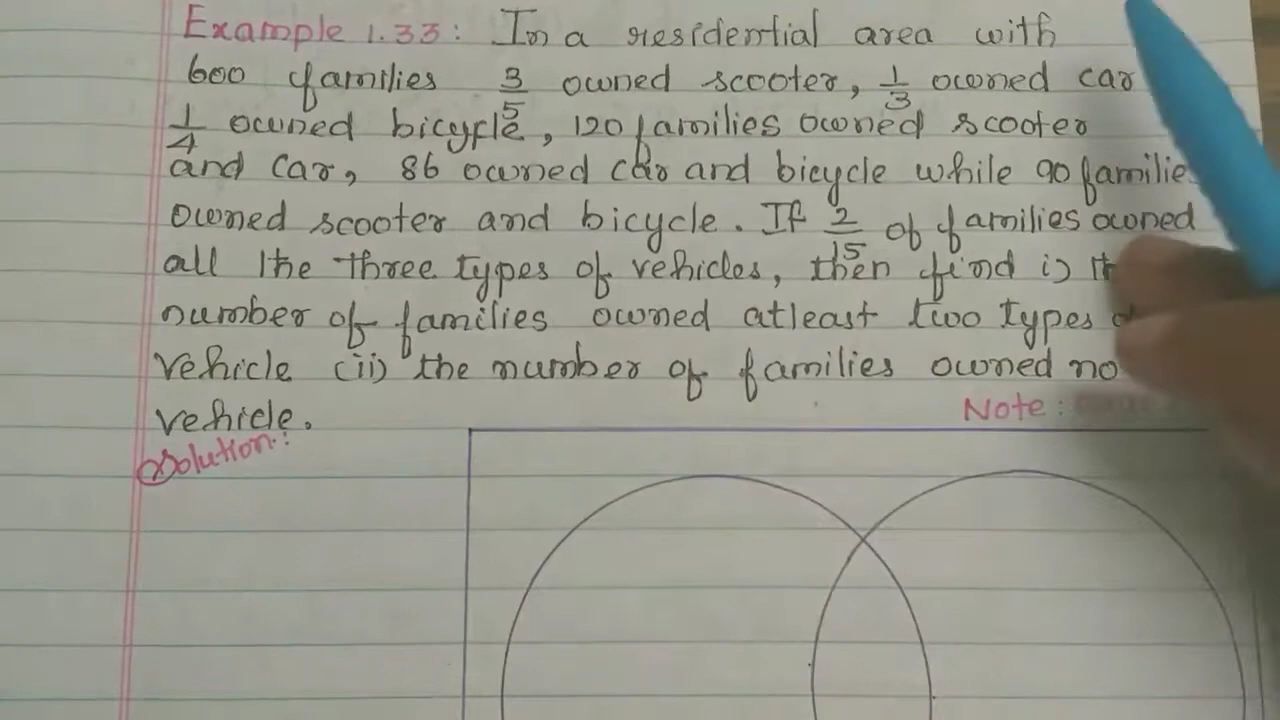 Example 1.33: In a residential area with
600 families 3/5 owned scooter, 1/3 owned car
1/4 owned bicycle, 120 families owned scooter
and car, 86 owned car and bicycle while 90 familie
owned scooter and bicycle. If 2/15 of families owned
all the three types of vehicles, then find i)
number of families owned atleast two types
vehicle (ii) the number of families owned no
vehicle.
Note:
Solution: